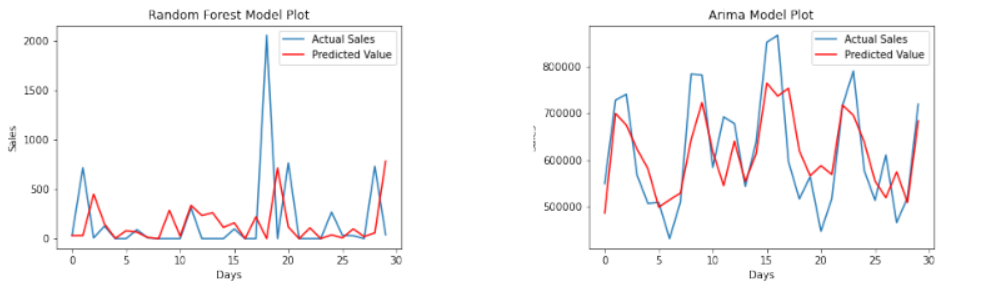 Random Forest Model Plot
2000
1500
1000
500
0
Sales
Actual Sales
Predicted Value
0
5
10
15
20
25
30
Days
Arima Model Plot
800000
700000
600000
500000
Actual Sales
Predicted Value
0
5
10
15
20
25
30
Days